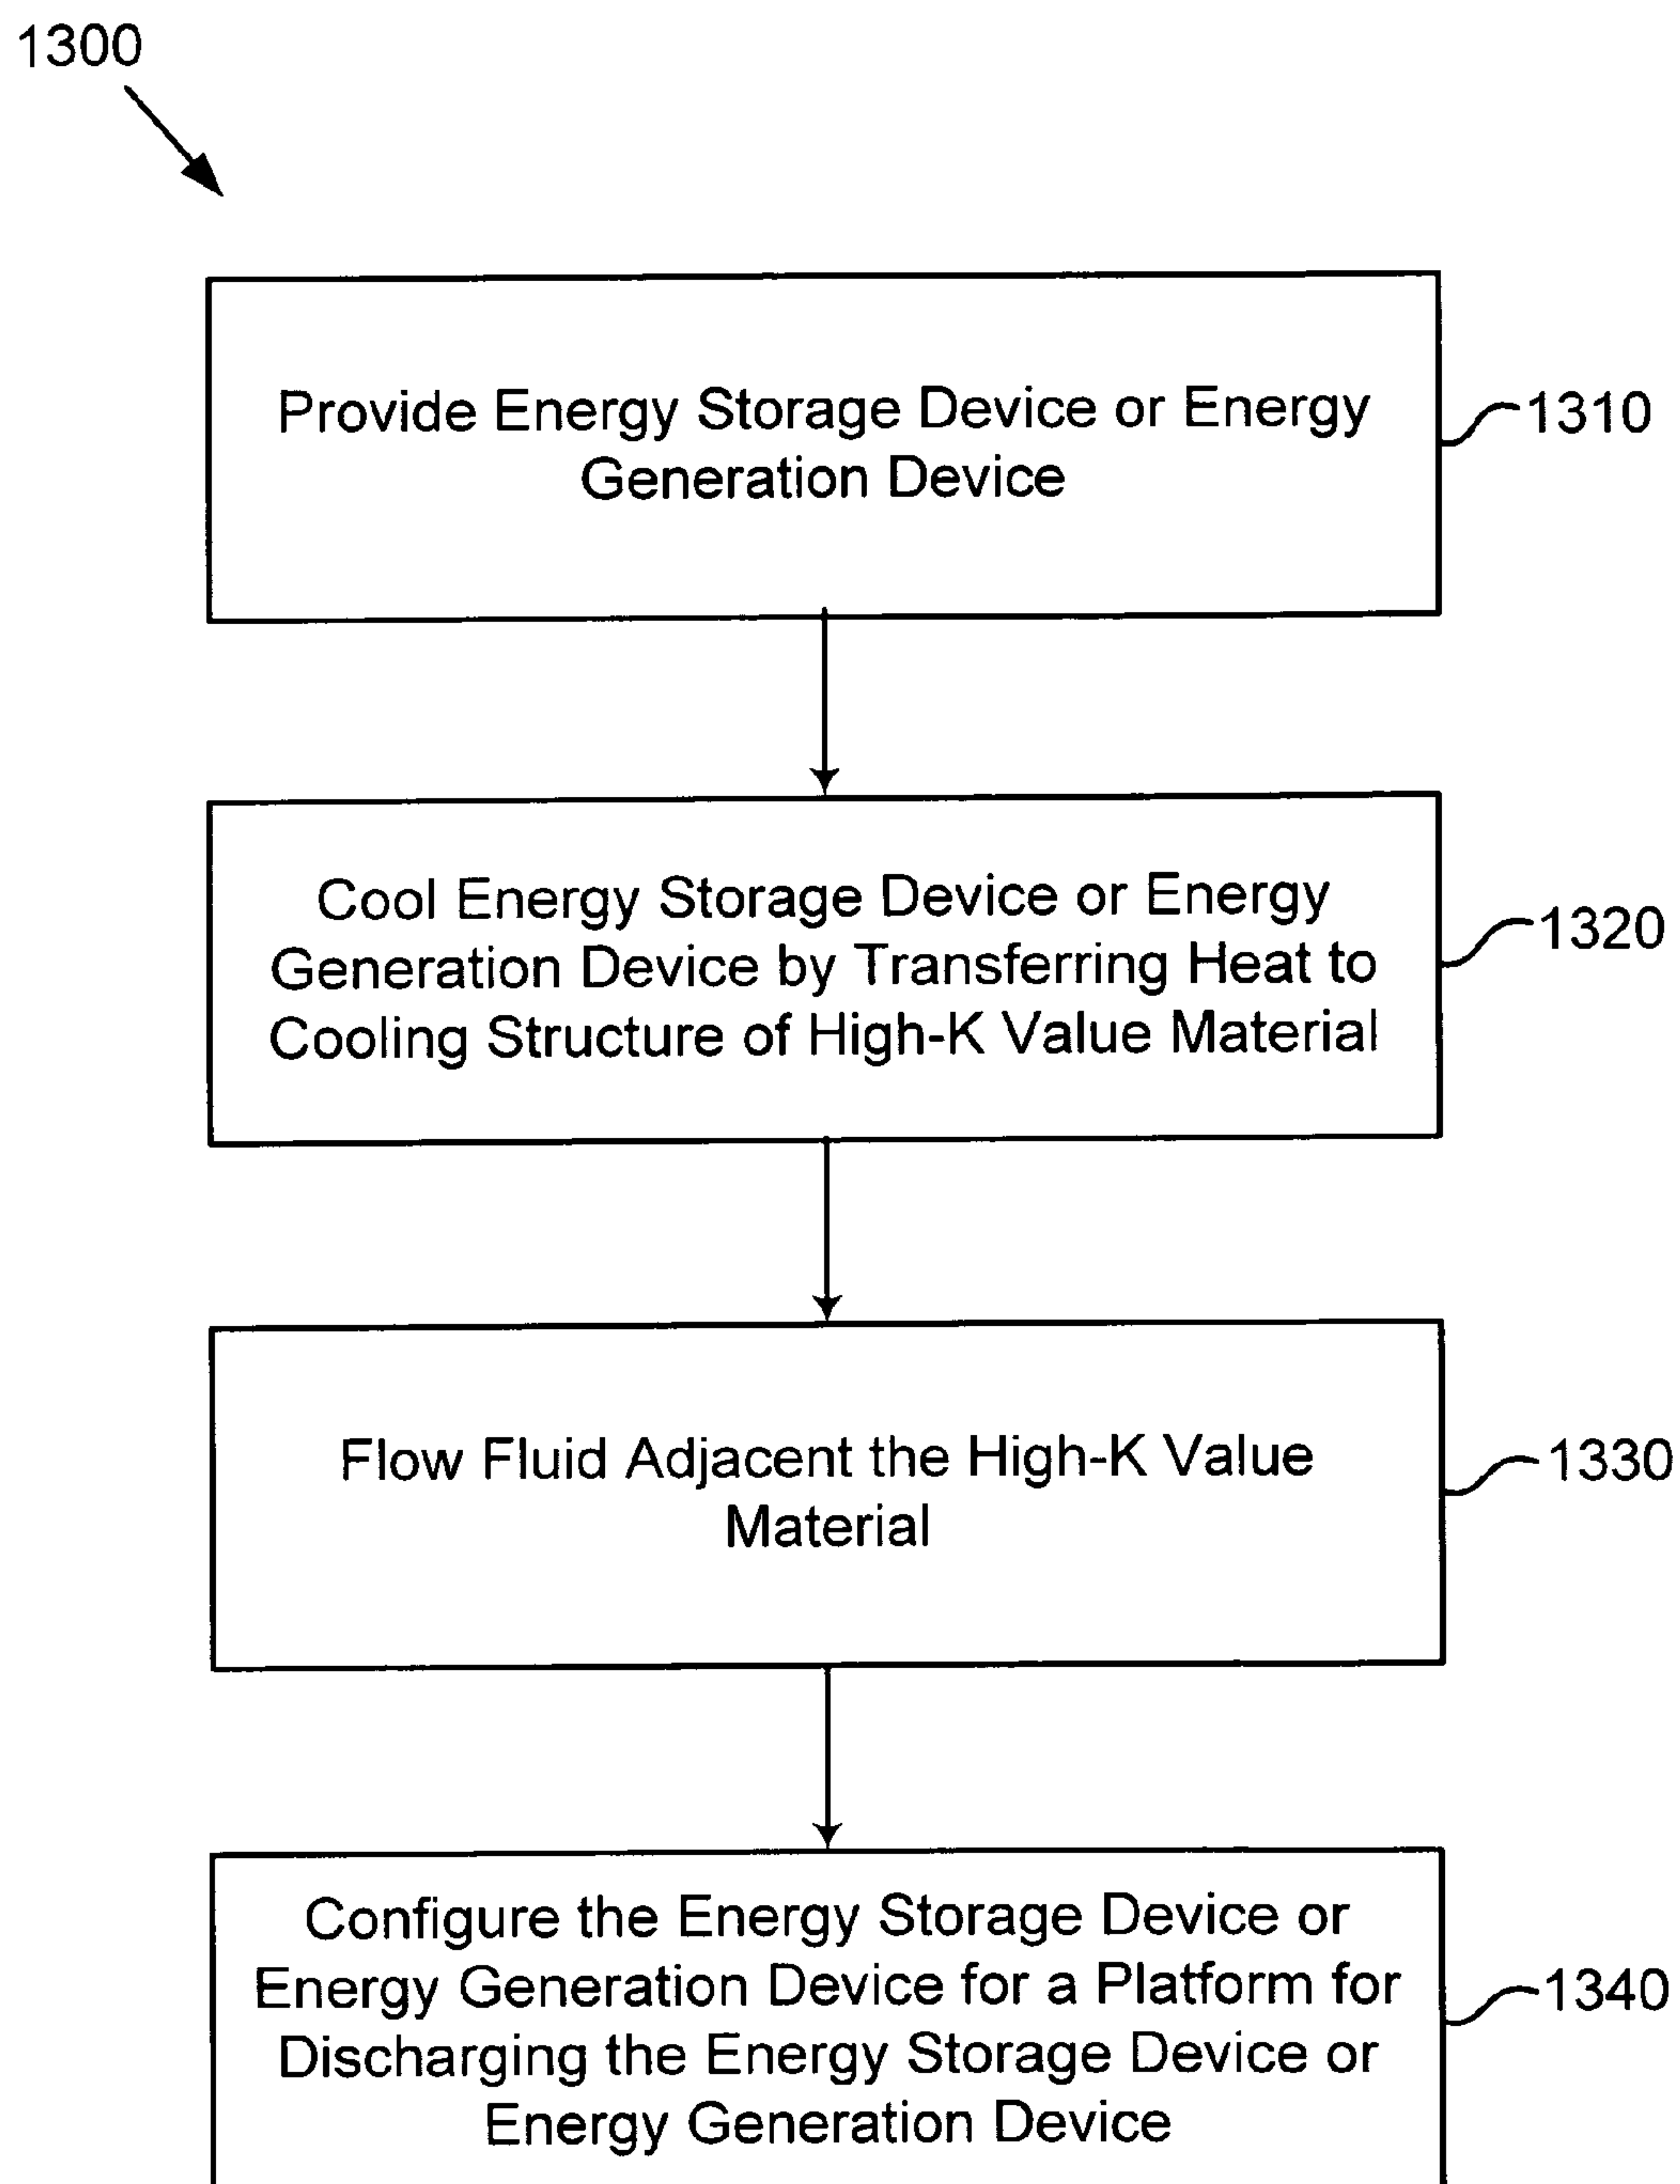 1300
Provide Energy Storage Device or Energy
Generation Device
1310
Cool Energy Storage Device or Energy
Generation Device by Transferring Heat to
Cooling Structure of High-K Value Material
1320
Flow Fluid Adjacent the High-K Value
Material
1330
Configure the Energy Storage Device or
Energy Generation Device for a Platform for
Discharging the Energy Storage Device or
Energy Generation Device
1340